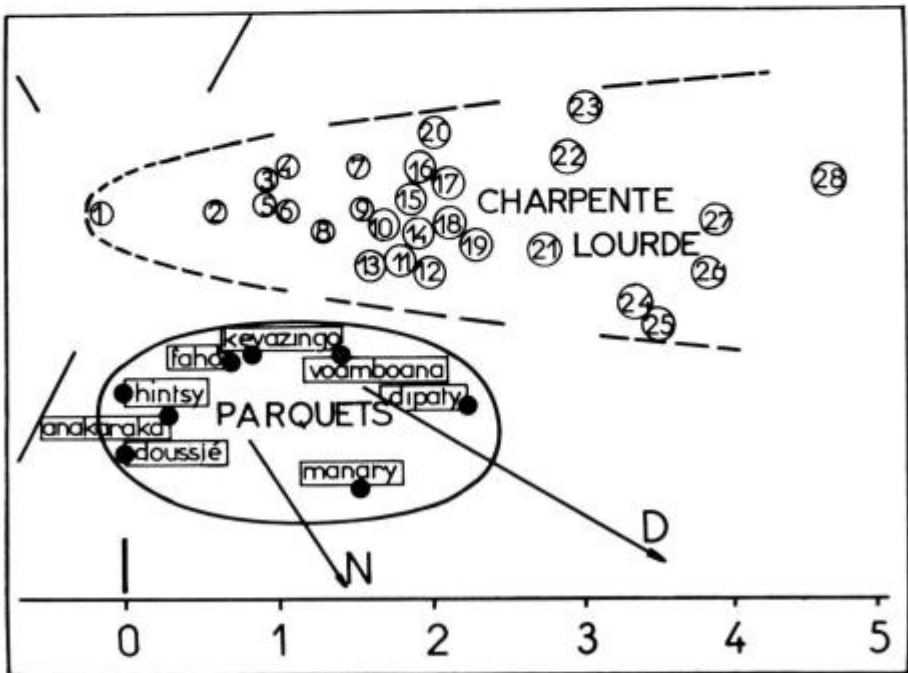 23
20
22
4
7
16
28
3
17
15
CHARPENTE
5
6
9
1
2
10
18
27
8
14
19
21
LOURDE
13
11
12
26
24
25
kevazingo
faho
voamboana
hintsy
dipaty
PARQUETS
anakaraka
doussié
manary
D
N
0 1 2 3 4 5